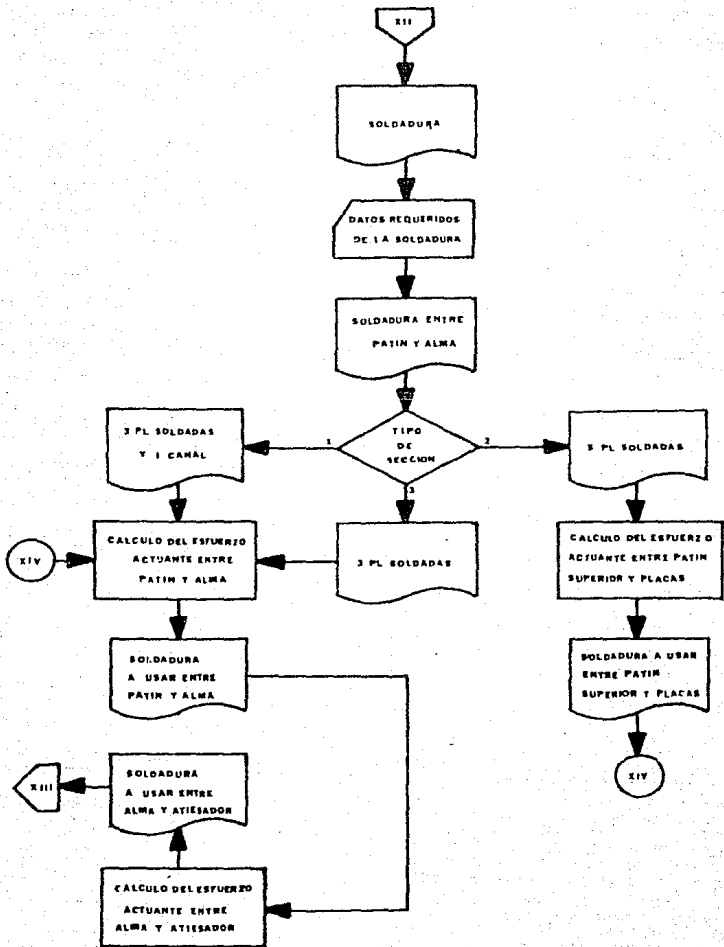 XII
SOLDADURA
DATOS REQUERIDOS
DE LA SOLDADURA
SOLDADURA ENTRE
PATIN Y ALMA
TIPO
DE
SECCION
1
2
3
3 PL SOLDADAS
Y 1 CANAL
5 PL SOLDADAS
3 PL SOLDADAS
XIV
CALCULO DEL ESFUERZO
ACTUANTE ENTRE
PATIN Y ALMA
CALCULO DEL ESFUERZO
ACTUANTE ENTRE PATIN
SUPERIOR Y PLACAS
SOLDADURA
A USAR ENTRE
PATIN Y ALMA
SOLDADURA A USAR
ENTRE PATIN
SUPERIOR Y PLACAS
XIV
XIII
SOLDADURA
A USAR ENTRE
ALMA Y ATIESADOR
CALCULO DEL ESFUERZO
ACTUANTE ENTRE
ALMA Y ATIESADOR